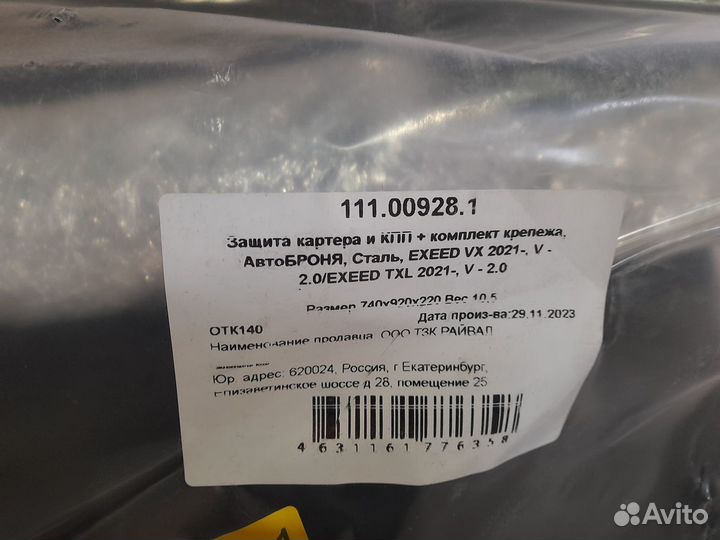 111.00928.1
Защита картера и КПП + комплект крепежа,
АвтоБРОНЯ, Сталь, EXEED VX 2021-, V -
2.0/EXEED TXL 2021-, V - 2.0
Размер 740х920х220 Вес 10,5
Дата произ-ва:29.11.2023
ОТК140
Наименование продавца: ООО ТЗК РАЙВАЛ
Юр. адрес: 620024, Россия, г Екатеринбург,
Елизаветинское шоссе д 28, помещение 25
4631161776358
Avito